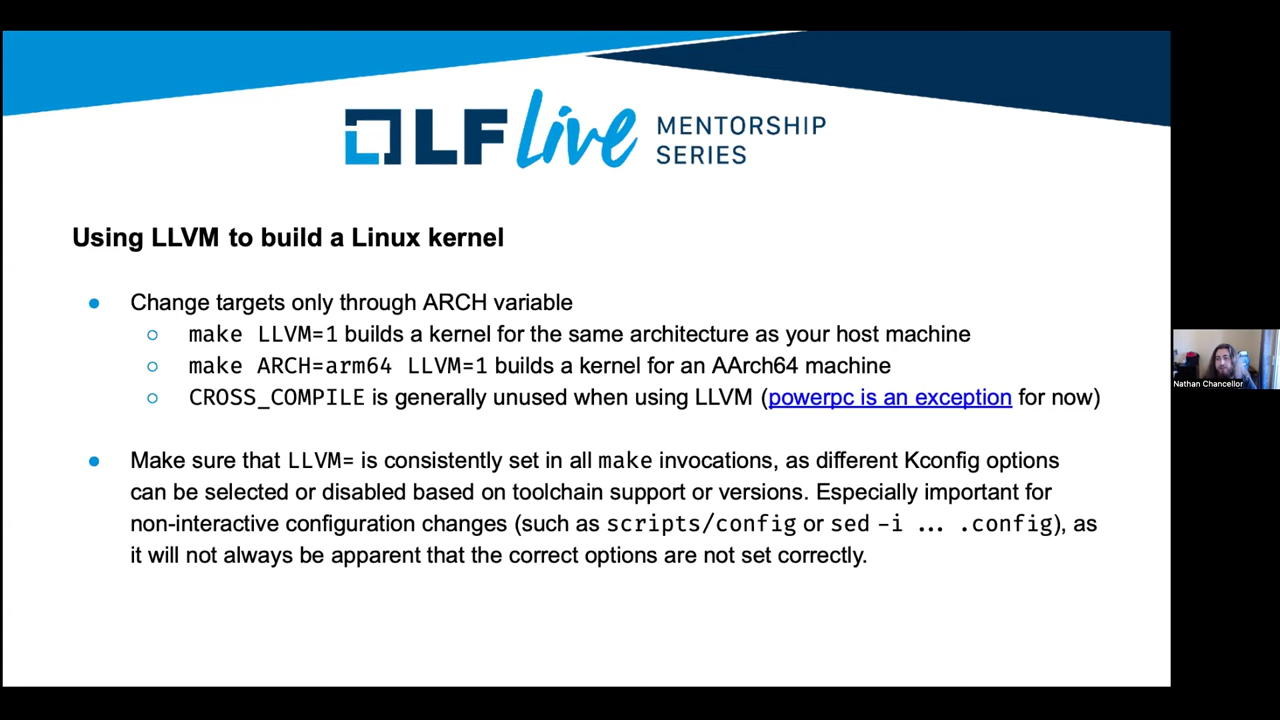 LF Live MENTORSHIP
SERIES
Using LLVM to build a Linux kernel
● Change targets only through ARCH variable
○ make LLVM=1 builds a kernel for the same architecture as your host machine
○ make ARCH=arm64 LLVM=1 builds a kernel for an AArch64 machine
○ CROSS_COMPILE is generally unused when using LLVM (powerpc is an exception for now)
● Make sure that LLVM= is consistently set in all make invocations, as different Kconfig options
can be selected or disabled based on toolchain support or versions. Especially important for
non-interactive configuration changes (such as scripts/config or sed -i ... .config), as
it will not always be apparent that the correct options are not set correctly.
Nathan Chancellor